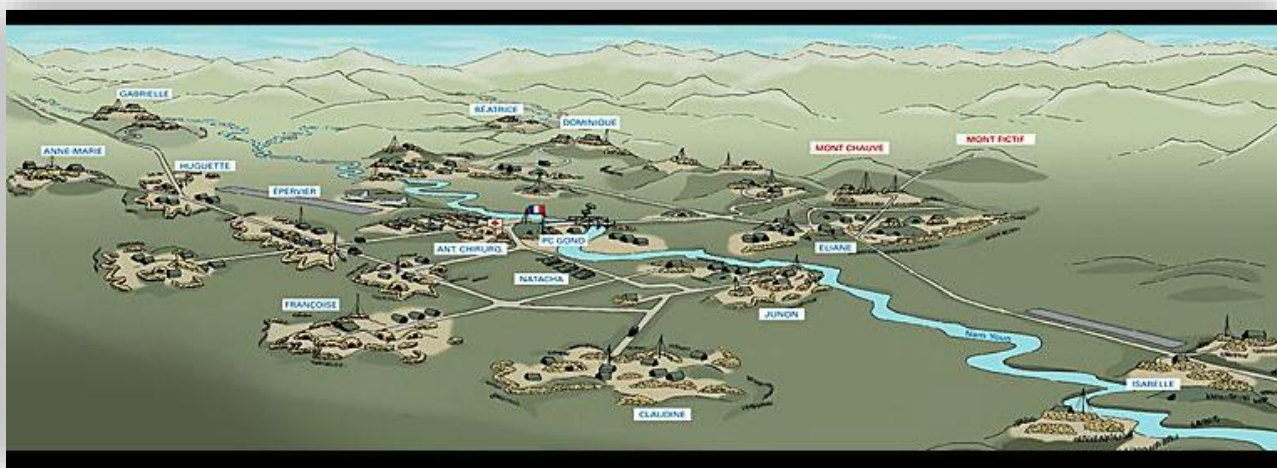 GABRIELLE
BÉATRICE
DOMINIQUE
MONT FICTIF
MONT CHAUVE
ANNE-MARIE
HUGUETTE
ÉPERVIER
ANT CHIRURG.
PC GONO
ELIANE
NATACHA
FRANÇOISE
JUNON
Nam Youn
ISABELLE
CLAUDINE